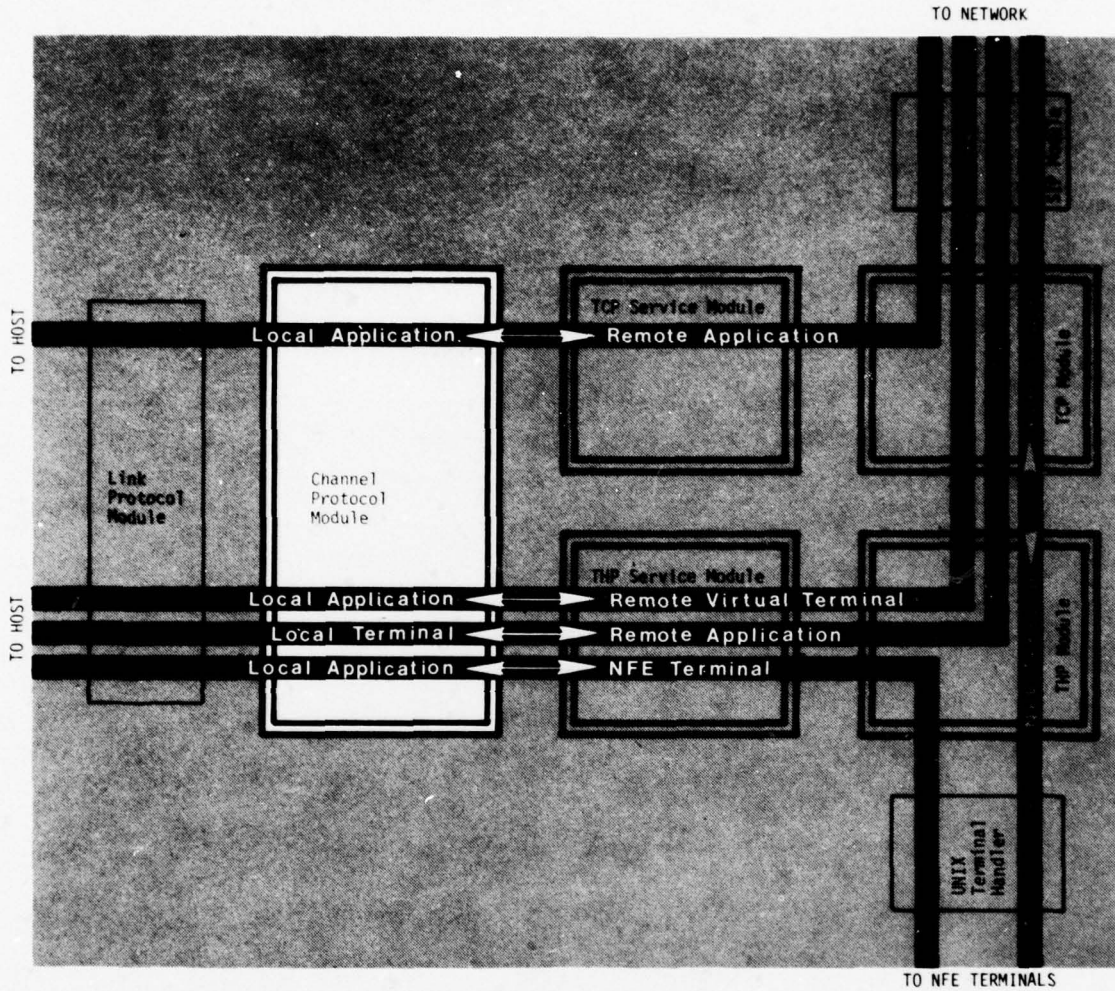 TO NETWORK
SIP Module
TCP Service Module
TO HOST
Local Application. Remote Application
TCP Module
Link
Protocol
Module
Channel
Protocol
Module
THP Service Module
TO HOST
Local Application Remote Virtual Terminal
Local Terminal Remote Application
Local Application NFE Terminal
THP Module
UNIX
Terminal
Handler
TO NFE TERMINALS